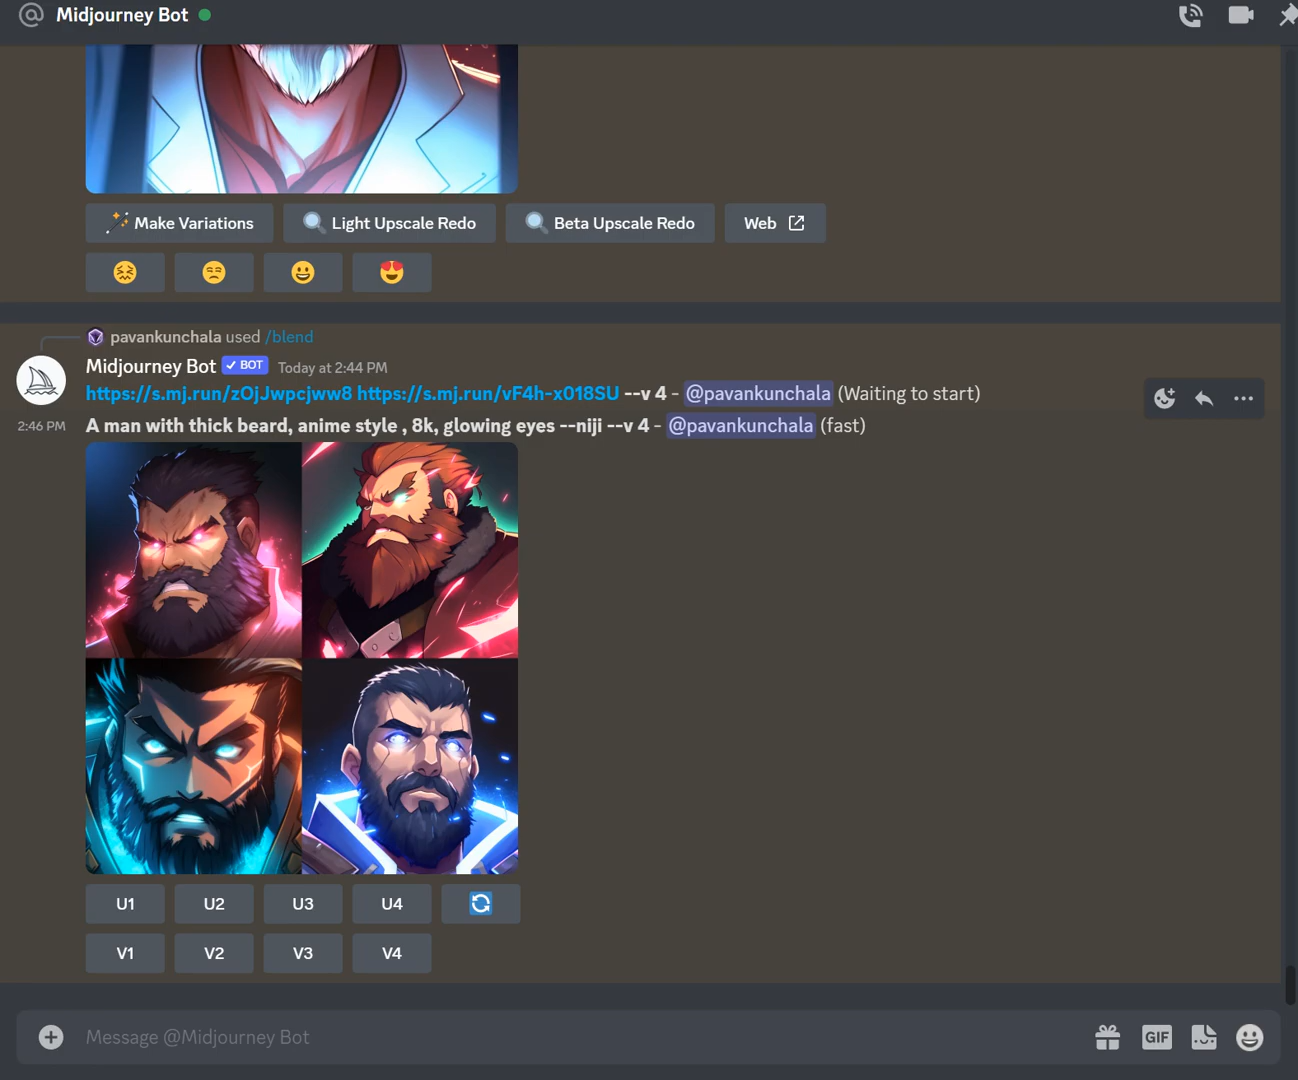 Midjourney Bot
Make Variations
Light Upscale Redo
Beta Upscale Redo
Web
pavankunchala used /blend
Midjourney Bot BOT Today at 2:44 PM
https://s.mj.run/zOjJwpcjww8 https://s.mj.run/vF4h-x018SU --v 4 - @pavankunchala (Waiting to start)
2:46 PM A man with thick beard, anime style , 8k, glowing eyes --niji --v 4 - @pavankunchala (fast)
U1 U2 U3 U4
V1 V2 V3 V4
Message @Midjourney Bot
GIF